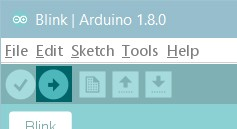 Blink | Arduino 1.8.0
File Edit Sketch Tools Help
Blink